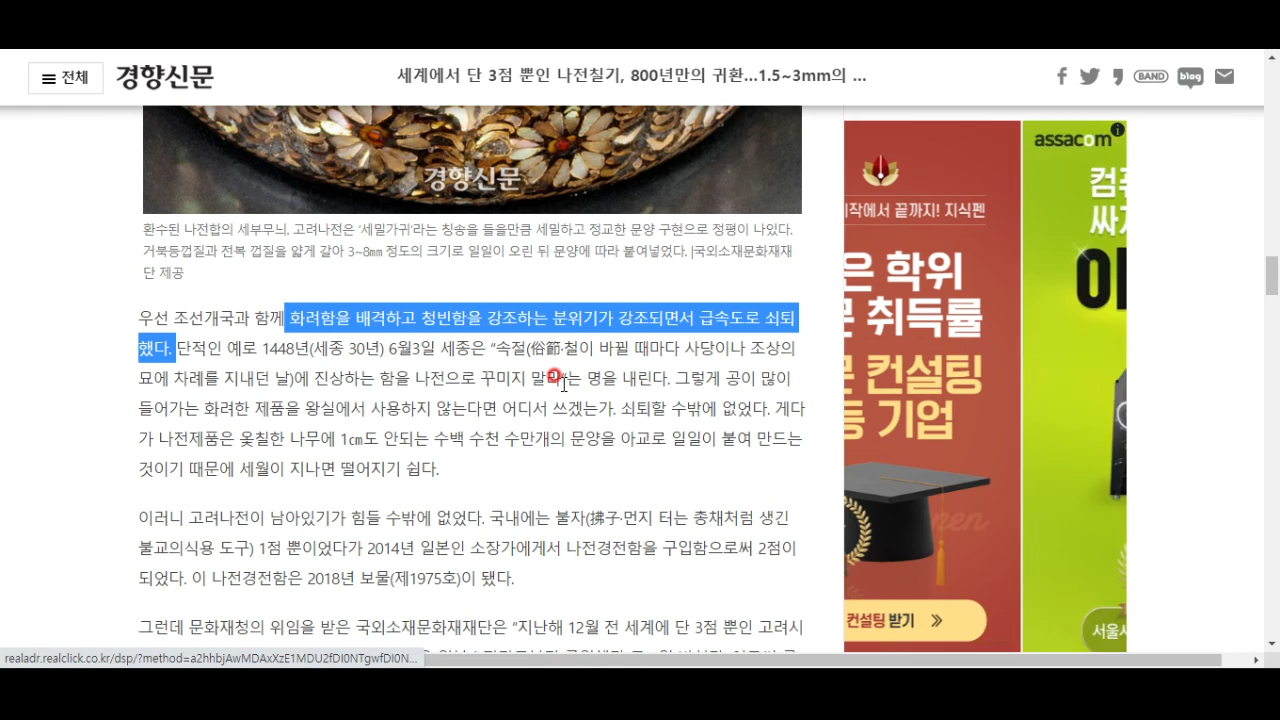 전체
경향신문
세계에서 단 3점 뿐인 나전칠기, 800년만의 귀환...1.5~3mm의 ...
BAND
blog
경향신문
환수된 나전합의 세부무늬. 고려나전은 ‘세밀가귀’라는 칭송을 들을만큼 세밀하고 정교한 문양 구현으로 정평이 나있다.
거북등껍질과 전복 껍질을 얇게 갈아 3~8㎜ 정도의 크기로 일일이 오린 뒤 문양에 따라 붙여넣었다. |국외소재문화재재
단 제공
우선 조선개국과 함께 화려함을 배격하고 청빈함을 강조하는 분위기가 강조되면서 급속도로 쇠퇴
했다. 단적인 예로 1448년(세종 30년) 6월3일 세종은 “속절(俗節·철이 바뀔 때마다 사당이나 조상의
묘에 차례를 지내던 날)에 진상하는 함을 나전으로 꾸미지 말라”는 명을 내린다. 그렇게 공이 많이
들어가는 화려한 제품을 왕실에서 사용하지 않는다면 어디서 쓰겠는가. 쇠퇴할 수밖에 없었다. 게다
가 나전제품은 옻칠한 나무에 1㎝도 안되는 수백 수천 수만개의 문양을 아교로 일일이 붙여 만드는
것이기 때문에 세월이 지나면 떨어지기 쉽다.
이러니 고려나전이 남아있기가 힘들 수밖에 없었다. 국내에는 불자(拂子·먼지 터는 총채처럼 생긴
불교의식용 도구) 1점 뿐이었다가 2014년 일본인 소장가에게서 나전경전함을 구입함으로써 2점이
되었다. 이 나전경전함은 2018년 보물(제1975호)이 됐다.
그런데 문화재청의 위임을 받은 국외소재문화재재단은 “지난해 12월 전 세계에 단 3점 뿐인 고려시
realadr.realclick.co.kr/dsp/?method=a2hhbjAwMDAxXzE1MDU2fDI0NTgwfDI0N...
시작에서 끝까지! 지식펜
은 학위
문 취득률
문 컨설팅
등 기업
컨설팅 받기
assacom
컴퓨
싸게
서울시